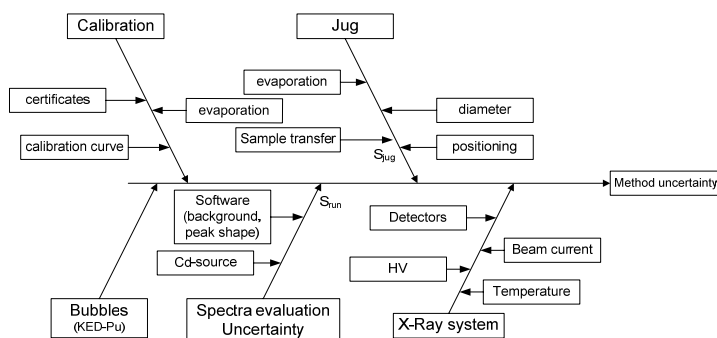 Calibration
Jug
evaporation
certificates
evaporation
diameter
Sample transfer
calibration curve
positioning
Sjug
Method uncertainty
Software
(background,
peak shape)
Srun
Detectors
Beam current
Cd-source
HV
Temperature
Bubbles
(KED-Pu)
Spectra evaluation
Uncertainty
X-Ray system